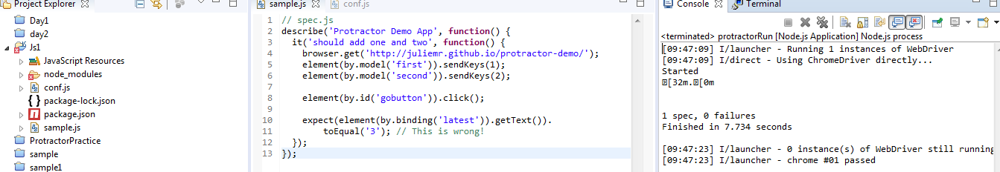 Project Explorer
Day1
day2
Js1
JavaScript Resources
node_modules
conf.js
package-lock.json
package.json
sample.js
ProtractorPractice
sample
sample1
sample.js
conf.js
1 // spec.js
2 describe('Protractor Demo App', function() {
3   it('should add one and two', function() {
4     browser.get('http://juliemr.github.io/protractor-demo/');
5     element(by.model('first')).sendKeys(1);
6     element(by.model('second')).sendKeys(2);
7
8     element(by.id('gobutton')).click();
9
10     expect(element(by.binding('latest')).getText()).
11         toEqual('3'); // This is wrong!
12   });
13 });
Console
Terminal
<terminated> protractorRun [Node.js Application] Node.js process
[09:47:09] I/launcher - Running 1 instances of WebDriver
[09:47:09] I/direct - Using ChromeDriver directly...
Started
[32m.[0m
1 spec, 0 failures
Finished in 7.734 seconds
[09:47:23] I/launcher - 0 instance(s) of WebDriver still running
[09:47:23] I/launcher - chrome #01 passed